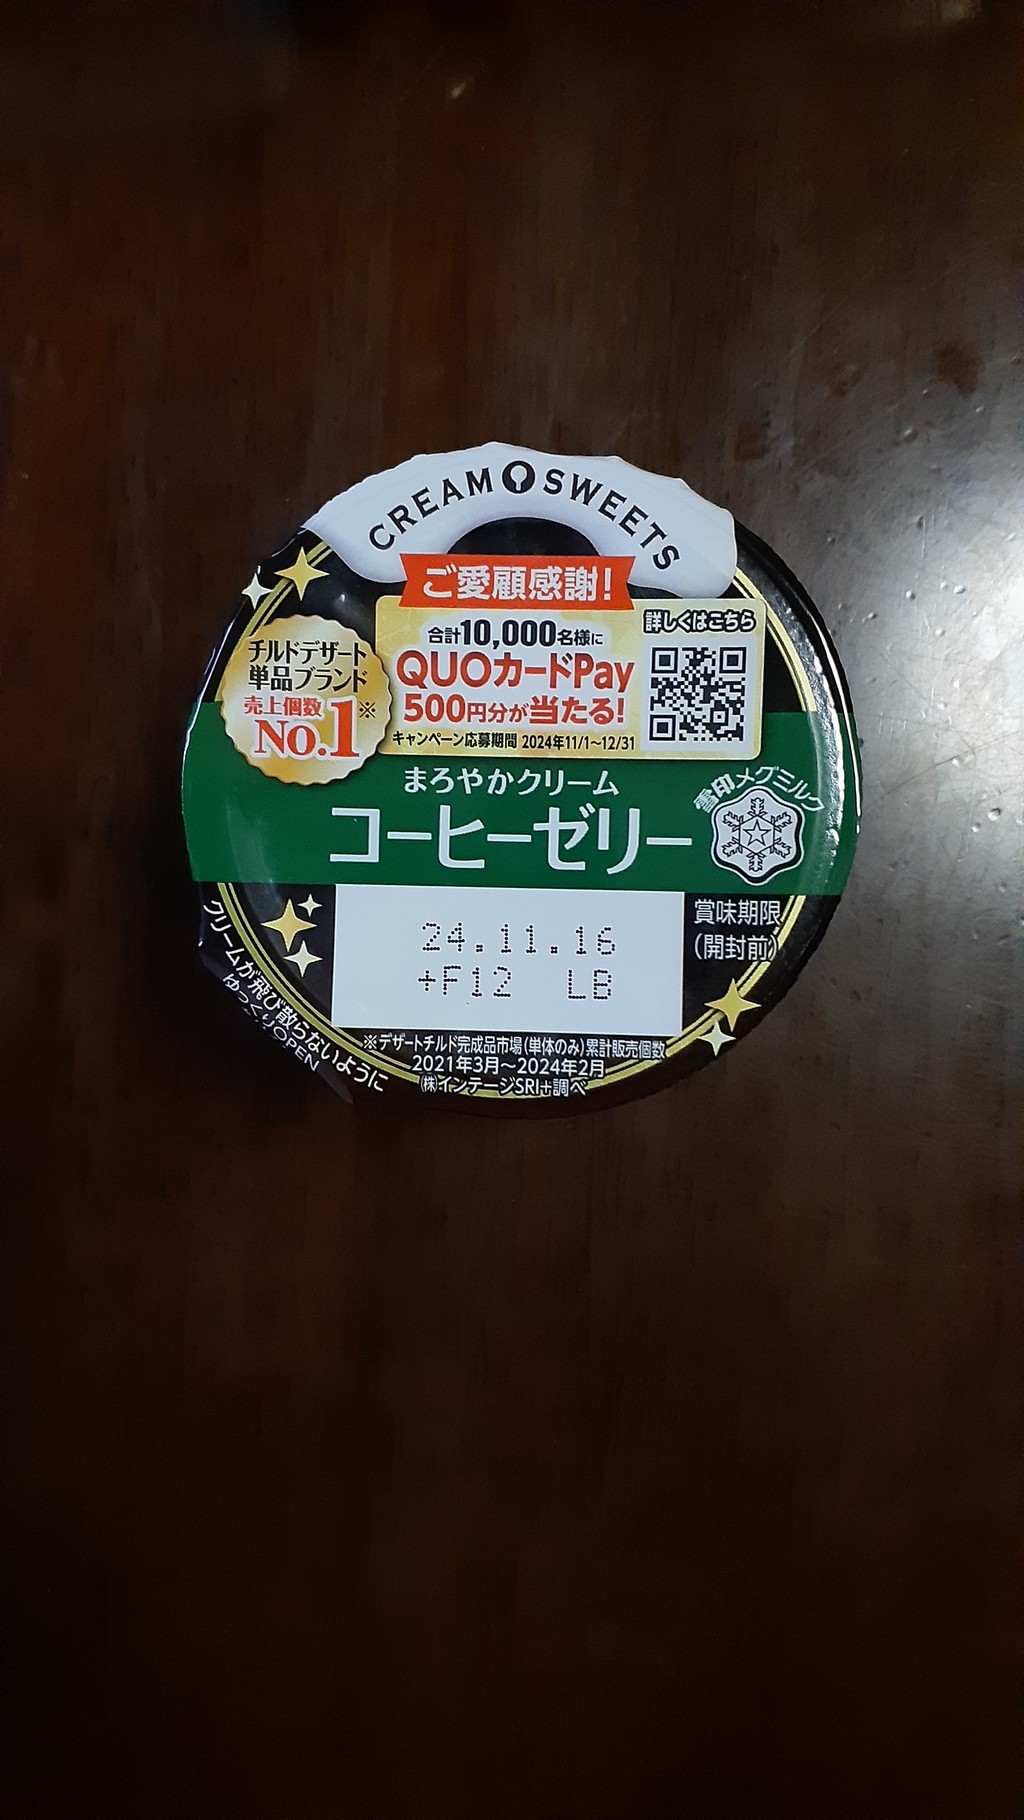 CREAM SWEETS
ご愛顧感謝!
合計10,000名様に
QUOカードPay
500円分が当たる!
キャンペーン応募期間 2024年11/1~12/31
詳しくはこちら
チルドデザート
単品ブランド
売上個数※
No.1
まろやかクリーム
コーヒーゼリー
雪印メグミルク
24.11.16
+F12 LB
賞味期限
(開封前)
クリームが飛び散らないように
ゆっくりOPEN
※デザートチルド完成品市場(単体のみ)累計販売個数
2021年3月~2024年2月
(株)インテージSRI+調べ